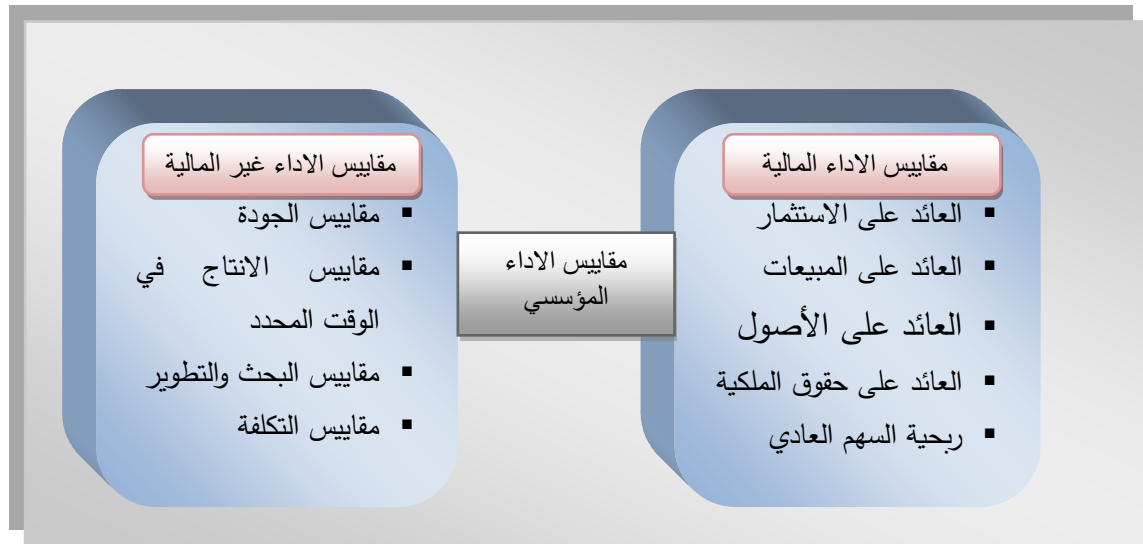 مقاييس الاداء المالية
العائد على الاستثمار
العائد على المبيعات
العائد على الأصول
العائد على حقوق الملكية
ربحية السهم العادي
مقاييس الاداء
المؤسسي
مقاييس الاداء غير المالية
مقاييس الجودة
مقاييس الانتاج في
الوقت المحدد
مقاييس البحث والتطوير
مقاييس التكلفة